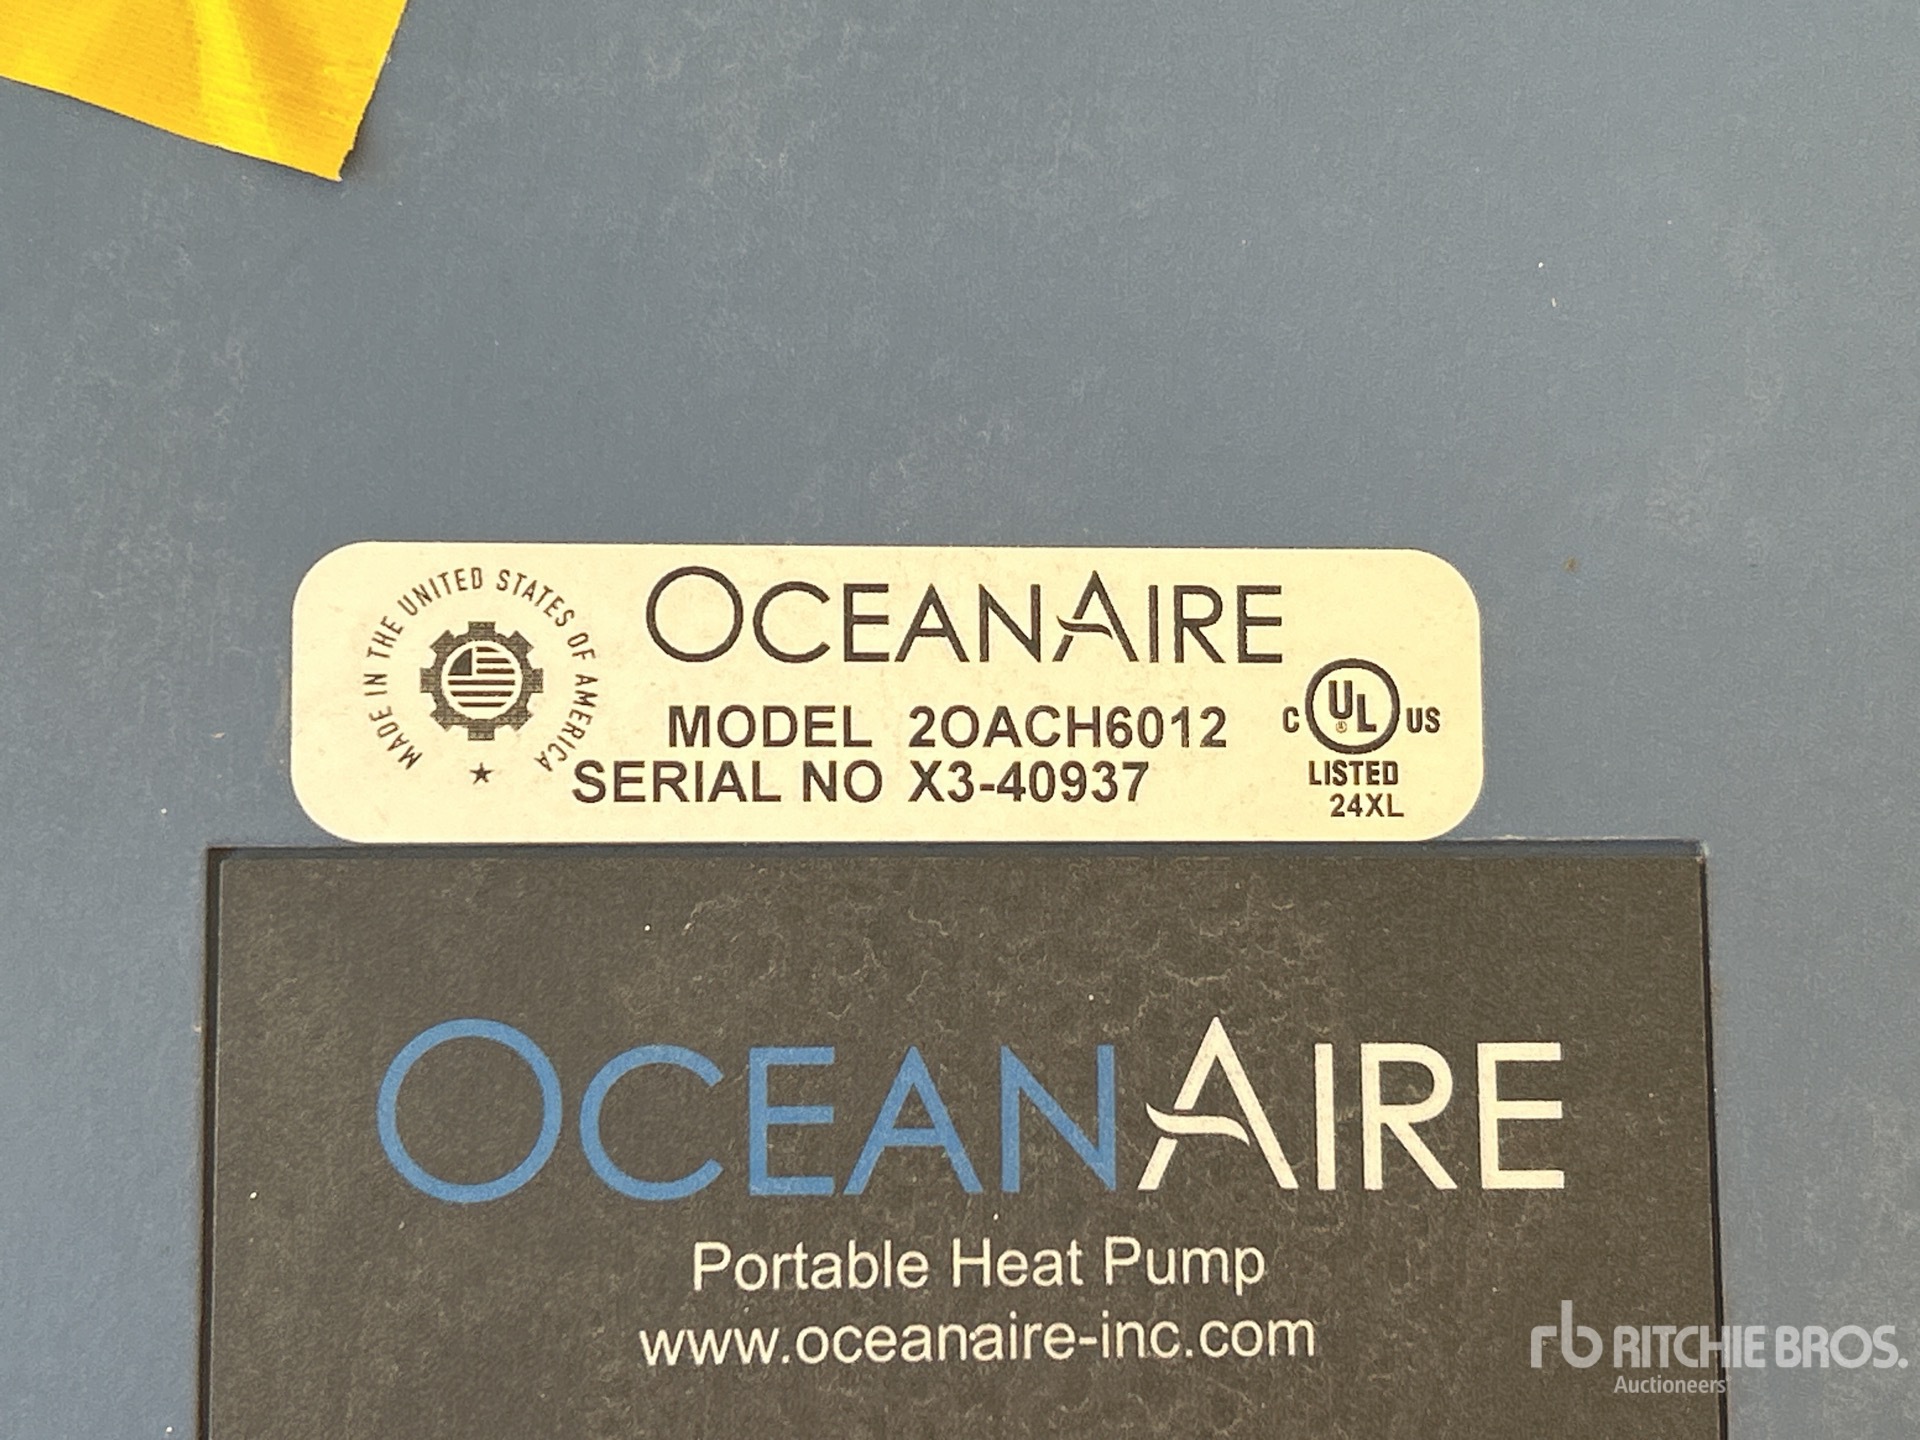 MADE IN THE UNITED STATES OF AMERICA
OCEANAIRE
MODEL 2OACH6012
SERIAL NO X3-40937
C UL® US
LISTED
24XL
OCEANAIRE
Portable Heat Pump
www.oceanaire-inc.com
rb RITCHIE BROS.
Auctioneers